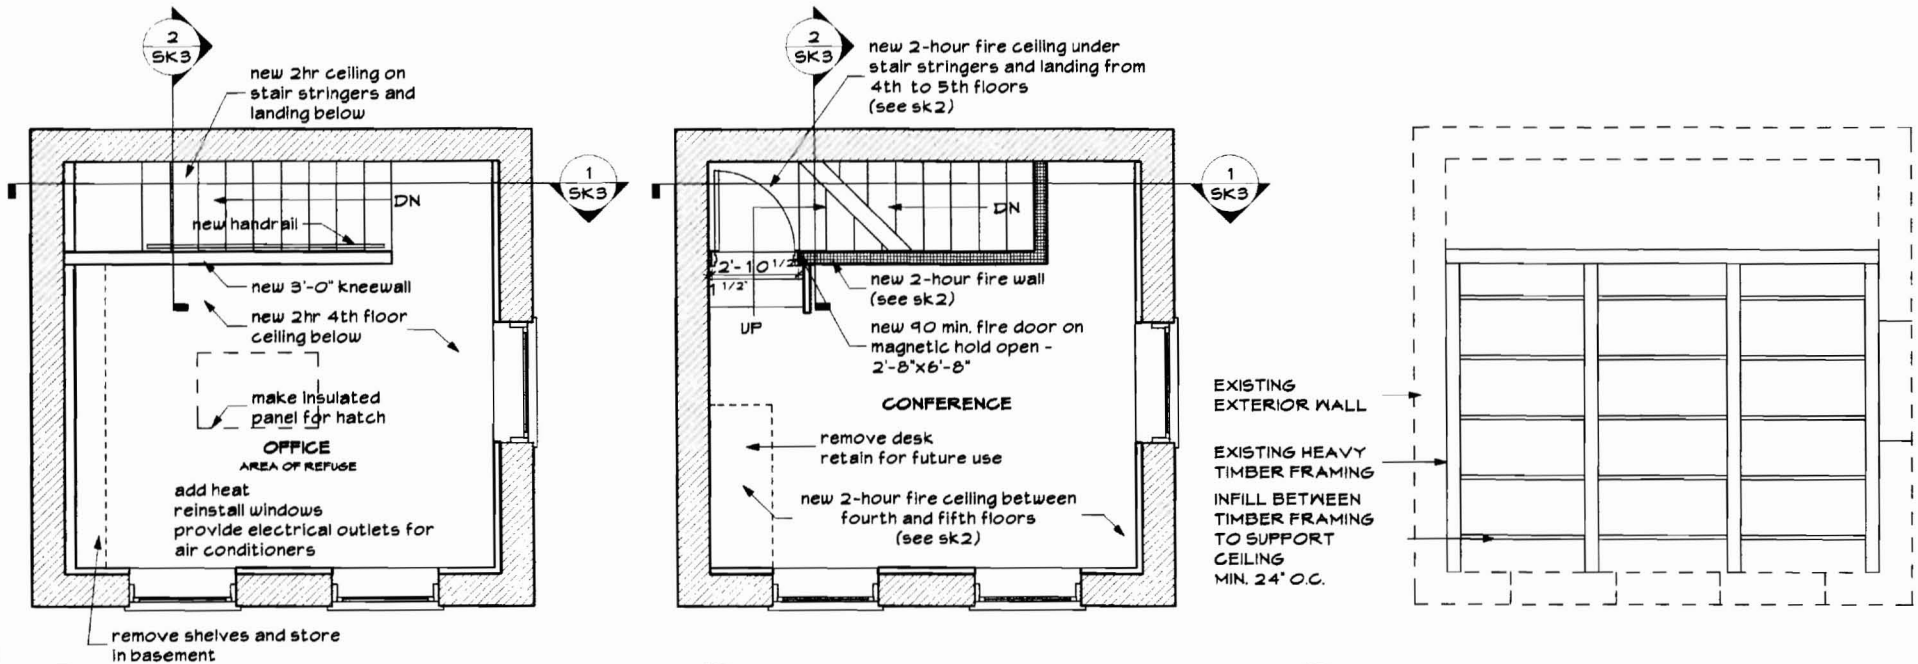 2
SK3
new 2hr ceiling on
stair stringers and
landing below
1
SK3
DN
new handrail
new 3'-0" kneewall
new 2hr 4th floor
ceiling below
make insulated
panel for hatch
OFFICE
AREA OF REFUGE
add heat
reinstall windows
provide electrical outlets for
air conditioners
remove shelves and store
in basement
2
SK3
new 2-hour fire ceiling under
stair stringers and landing from
4th to 5th floors
(see sk2)
1
SK3
DN
2'-10 1/2"
1 1/2"
UP
new 2-hour fire wall
(see sk2)
new 90 min. fire door on
magnetic hold open -
2'-8"x6'-8"
CONFERENCE
remove desk
retain for future use
new 2-hour fire ceiling between
fourth and fifth floors
(see sk2)
EXISTING
EXTERIOR WALL
EXISTING HEAVY
TIMBER FRAMING
INFILL BETWEEN
TIMBER FRAMING
TO SUPPORT
CEILING
MIN. 24" O.C.